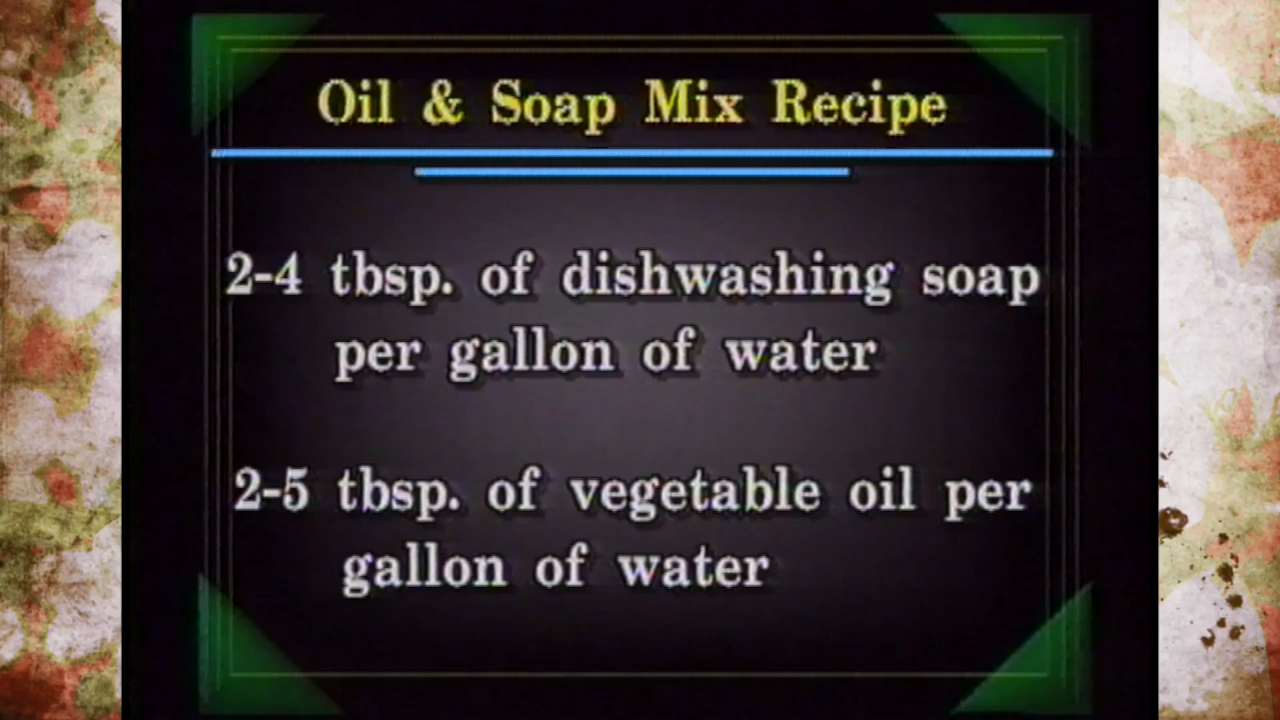 Oil & Soap Mix Recipe
2-4 tbsp. of dishwashing soap
per gallon of water
2-5 tbsp. of vegetable oil per
gallon of water